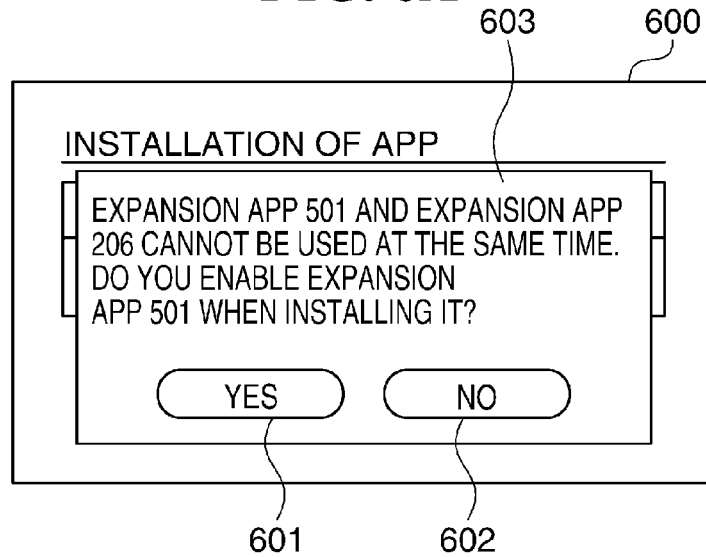 603 600
INSTALLATION OF APP
EXPANSION APP 501 AND EXPANSION APP
206 CANNOT BE USED AT THE SAME TIME.
DO YOU ENABLE EXPANSION
APP 501 WHEN INSTALLING IT?
YES NO
601 602